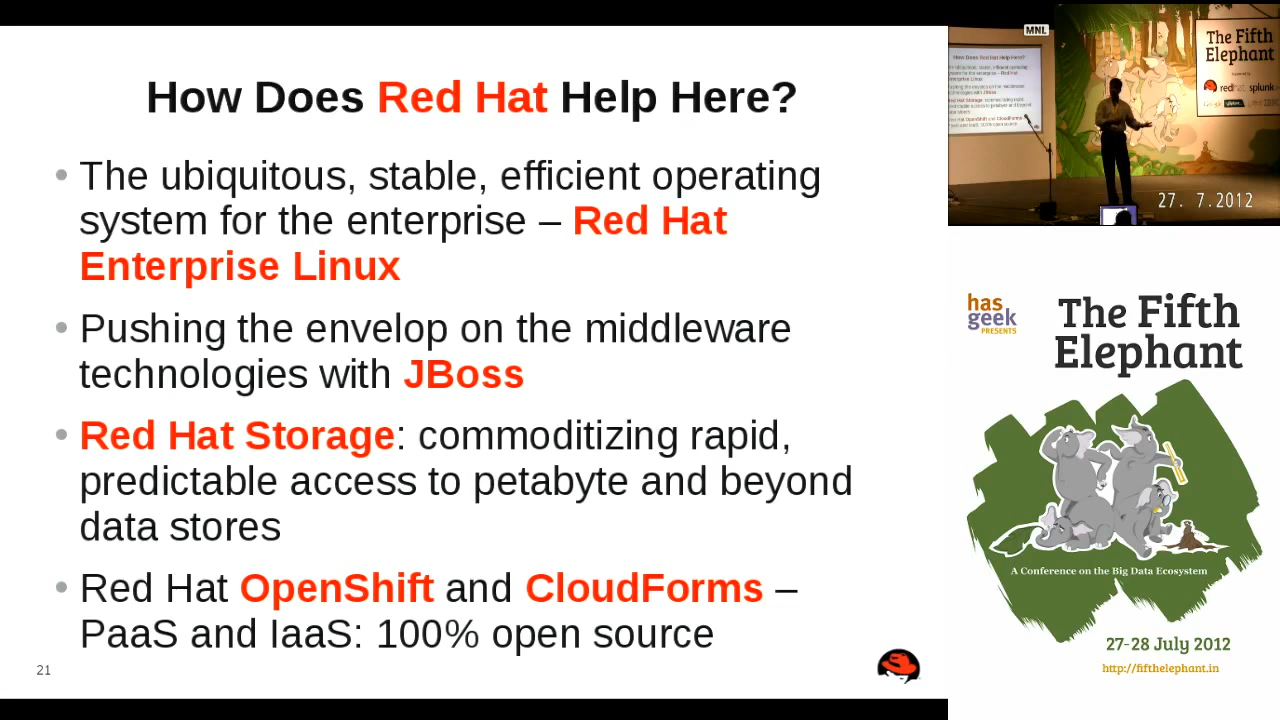 How Does Red Hat Help Here?
• The ubiquitous, stable, efficient operating
system for the enterprise – Red Hat
Enterprise Linux
• Pushing the envelop on the middleware
technologies with JBoss
• Red Hat Storage: commoditizing rapid,
predictable access to petabyte and beyond
data stores
• Red Hat OpenShift and CloudForms –
PaaS and IaaS: 100% open source
21
MNL
The Fifth
Elephant
splunk
27. 7.2012
has
geek
PRESENTS
The Fifth
Elephant
A Conference on the Big Data Ecosystem
27-28 July 2012
http://fifthelephant.in